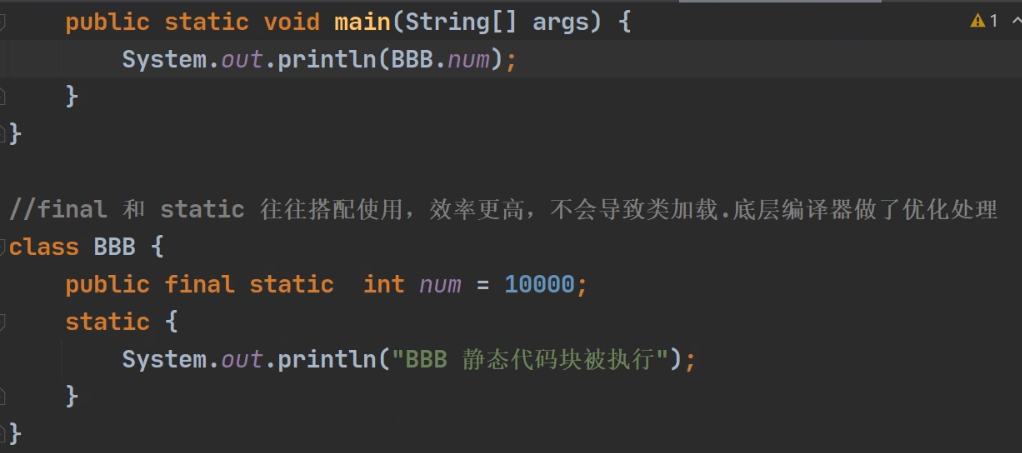 public static void main(String[] args) { 1
System.out.println(BBB.num);
}
}
//final 和 static 往往搭配使用，效率更高，不会导致类加载.底层编译器做了优化处理
class BBB {
public final static  int num = 10000;
static {
System.out.println("BBB 静态代码块被执行");
}
}